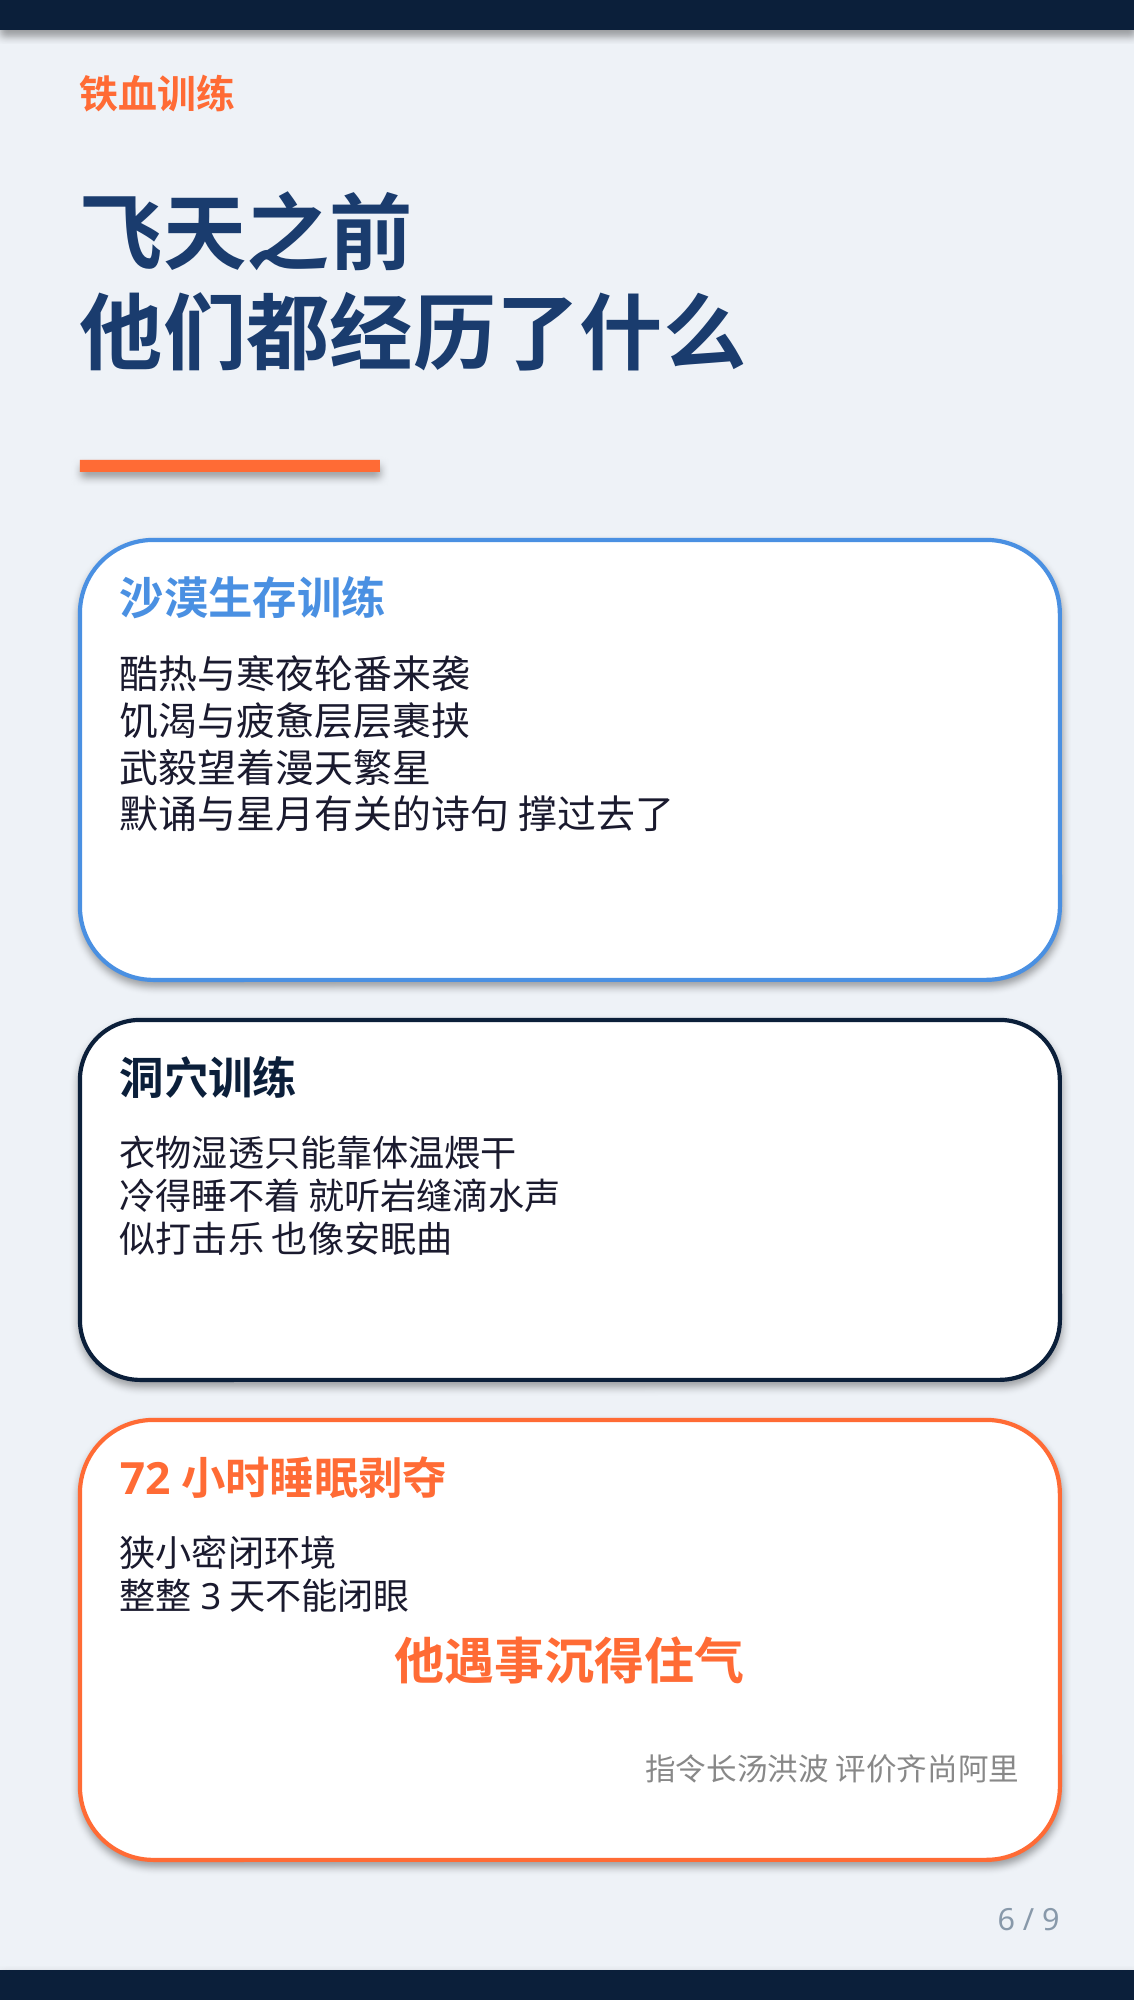 铁血训练
飞天之前
他们都经历了什么
沙漠生存训练
酷热与寒夜轮番来袭
饥渴与疲惫层层裹挟
武毅望着漫天繁星
默诵与星月有关的诗句 撑过去了
洞穴训练
衣物湿透只能靠体温煨干
冷得睡不着 就听岩缝滴水声
似打击乐 也像安眠曲
72 小时睡眠剥夺
狭小密闭环境
整整 3 天不能闭眼
他遇事沉得住气
指令长汤洪波 评价齐尚阿里
6 / 9